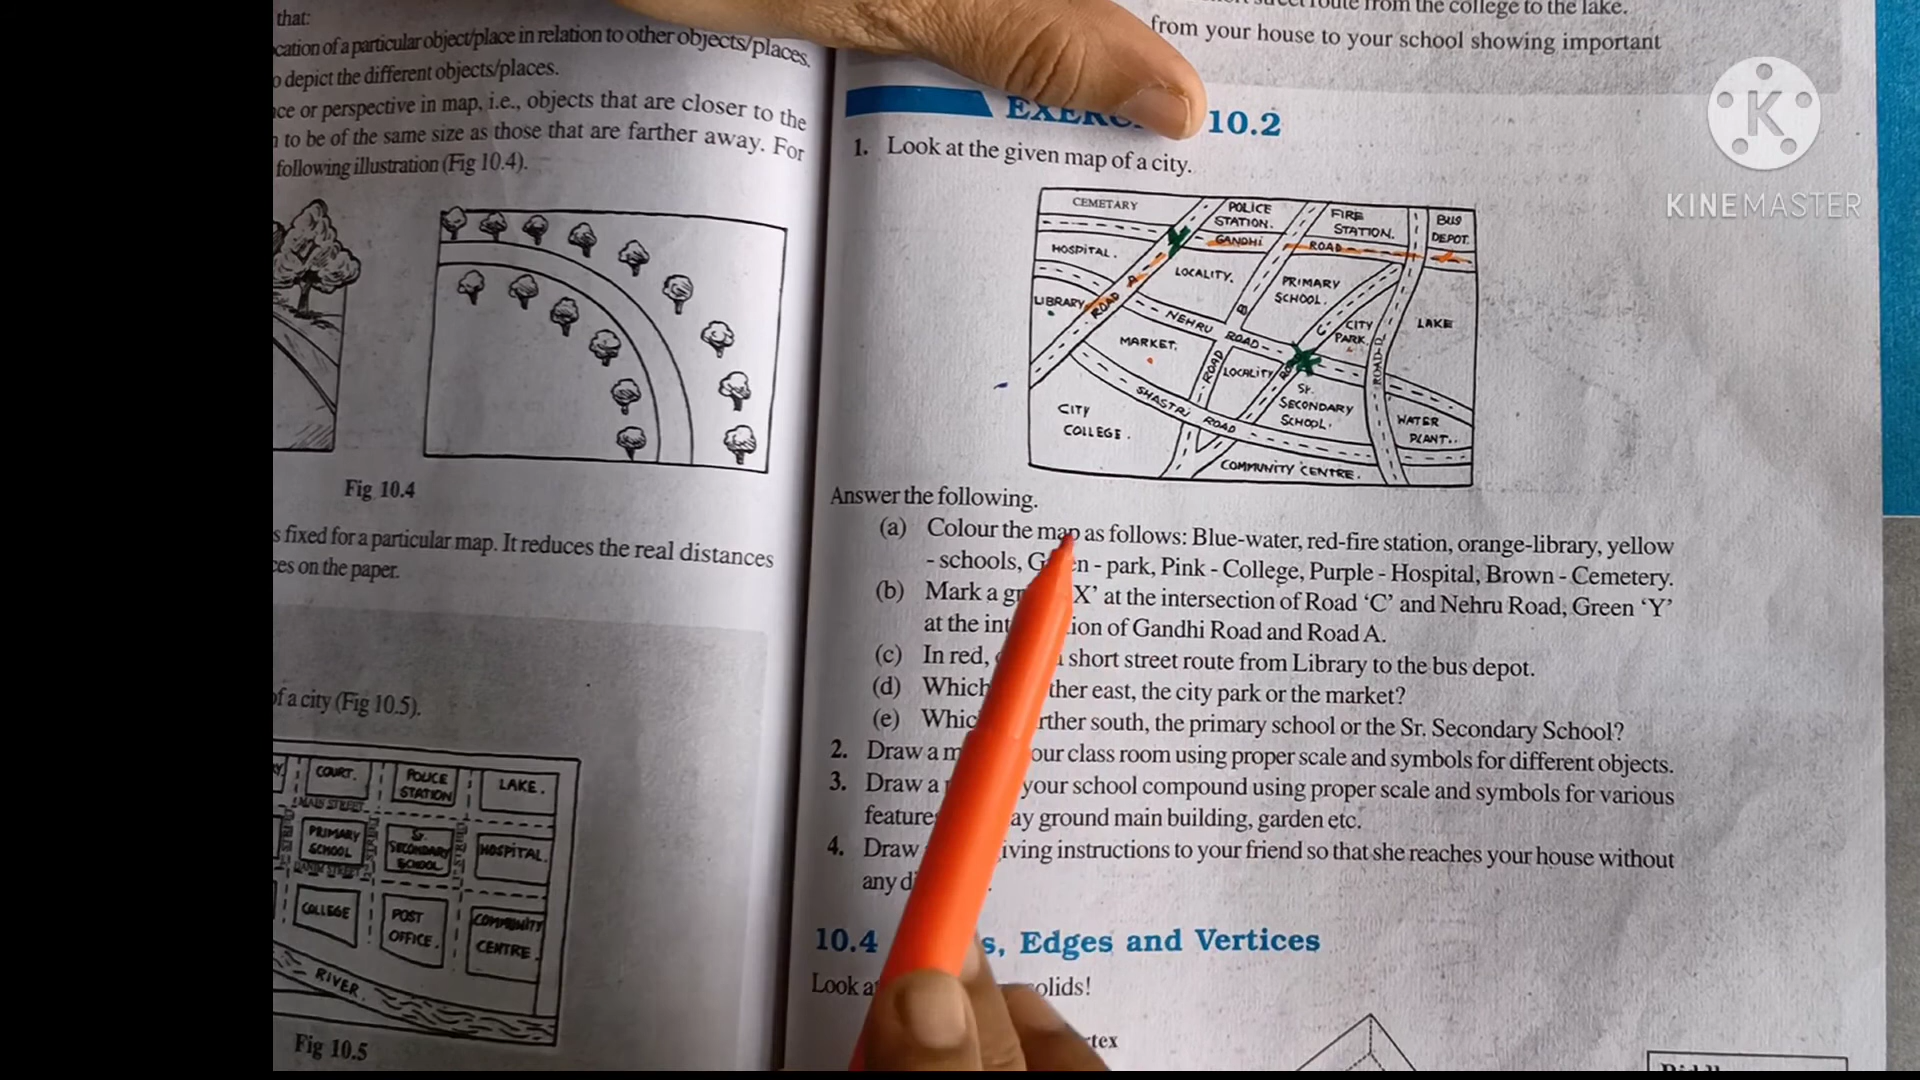 that:
cation of a particular object/place in relation to other objects/places.
o depict the different objects/places.
ce or perspective in map, i.e., objects that are closer to the
to be of the same size as those that are farther away. For
following illustration (Fig 10.4).
Fig 10.4
s fixed for a particular map. It reduces the real distances
ces on the paper.
of a city (Fig 10.5).
COURT.
POLICE
STATION
LAKE.
MAIN STREET
PRIMARY
SCHOOL
Sr.
SECONDARY
SCHOOL
HOSPITAL.
COLLEGE
POST
OFFICE.
COMMUNITY
CENTRE.
RIVER.
Fig 10.5
route from the college to the lake.
from your house to your school showing important
10.2
1. Look at the given map of a city.
CEMETARY
POLICE
STATION.
FIRE
STATION.
BUS
DEPOT.
GANDHI
ROAD
HOSPITAL.
LOCALITY.
PRIMARY
SCHOOL.
LIBRARY
ROAD A
NEHRU
ROAD
B
C
CITY
PARK.
LAKE
MARKET.
ROAD
LOCALITY
ROAD-D
Sr.
SECONDARY
SCHOOL.
SHASTRI
ROAD
CITY
COLLEGE.
WATER
PLANT..
COMMUNITY CENTRE.
Answer the following.
(a) Colour the map as follows: Blue-water, red-fire station, orange-library, yellow
- schools, G n - park, Pink - College, Purple - Hospital, Brown - Cemetery.
(b) Mark a X’ at the intersection of Road ‘C’ and Nehru Road, Green ‘Y’
at the int ion of Gandhi Road and Road A.
(c) In red, short street route from Library to the bus depot.
(d) Which ther east, the city park or the market?
(e) Whic rther south, the primary school or the Sr. Secondary School?
2. Draw a m our class room using proper scale and symbols for different objects.
3. Draw a your school compound using proper scale and symbols for various
feature ay ground main building, garden etc.
4. Draw iving instructions to your friend so that she reaches your house without
any d
10.4 s, Edges and Vertices
Look a olids!
tex
K
KINEMASTER